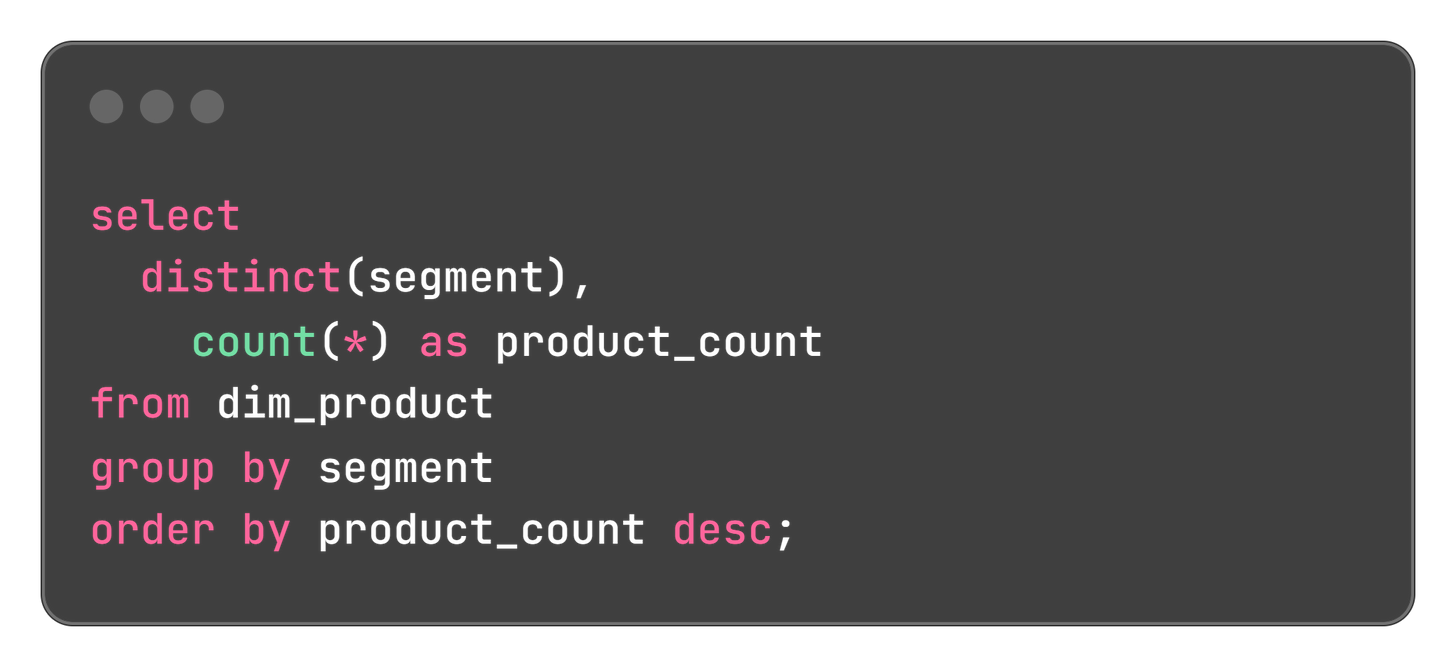 select
  distinct(segment),
    count(*) as product_count
from dim_product
group by segment
order by product_count desc;